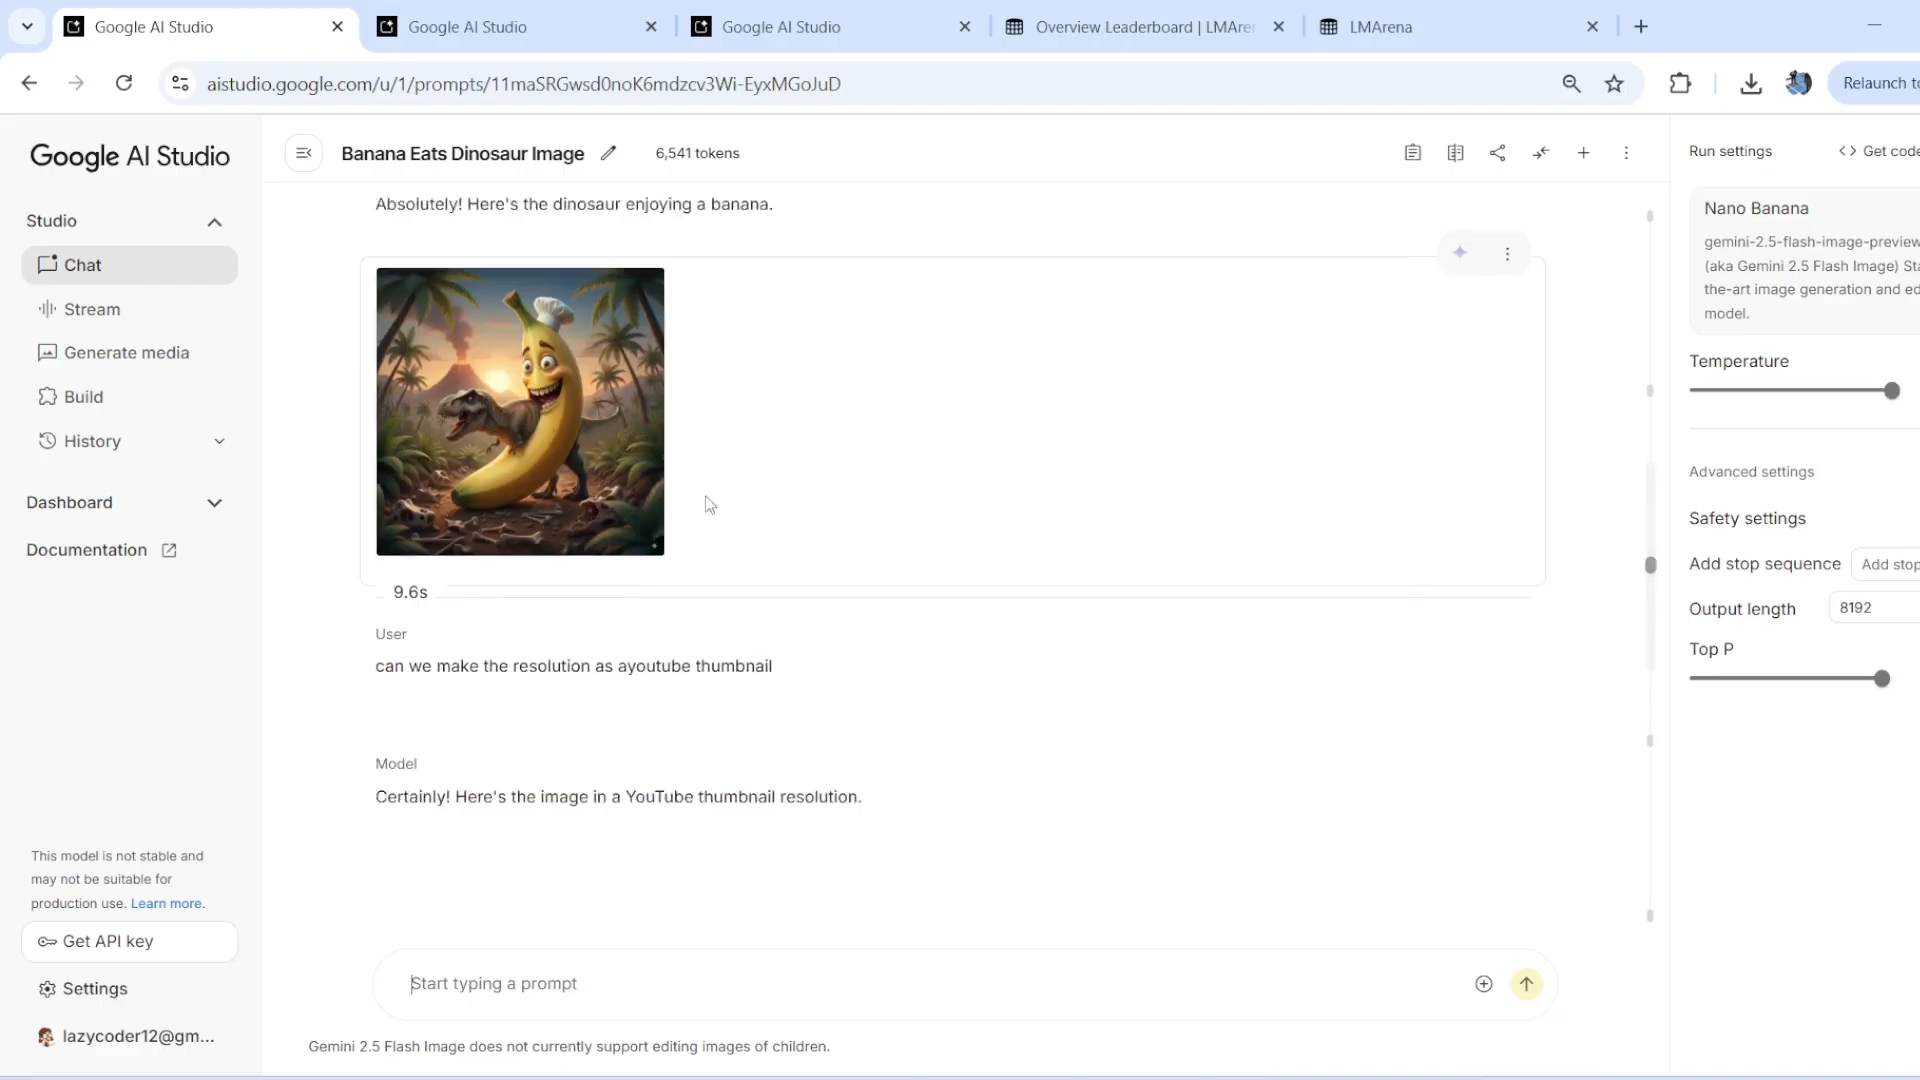 Google AI Studio
Google AI Studio
Google AI Studio
Overview Leaderboard | LMAre
LMArena
aistudio.google.com/u/1/prompts/11maSRGwsd0noK6mdzcv3Wi-EyxMGoJuD
Relaunch to
Google AI Studio
Studio
Chat
Stream
Generate media
Build
History
Dashboard
Documentation
This model is not stable and
may not be suitable for
production use. Learn more.
Get API key
Settings
lazycoder12@gm...
Banana Eats Dinosaur Image
6,541 tokens
Absolutely! Here's the dinosaur enjoying a banana.
9.6s
User
can we make the resolution as ayoutube thumbnail
Model
Certainly! Here's the image in a YouTube thumbnail resolution.
Start typing a prompt
Gemini 2.5 Flash Image does not currently support editing images of children.
Run settings
<> Get code
Nano Banana
gemini-2.5-flash-image-preview
(aka Gemini 2.5 Flash Image) Sta
the-art image generation and ed
model.
Temperature
Advanced settings
Safety settings
Add stop sequence
Add stop
Output length
8192
Top P